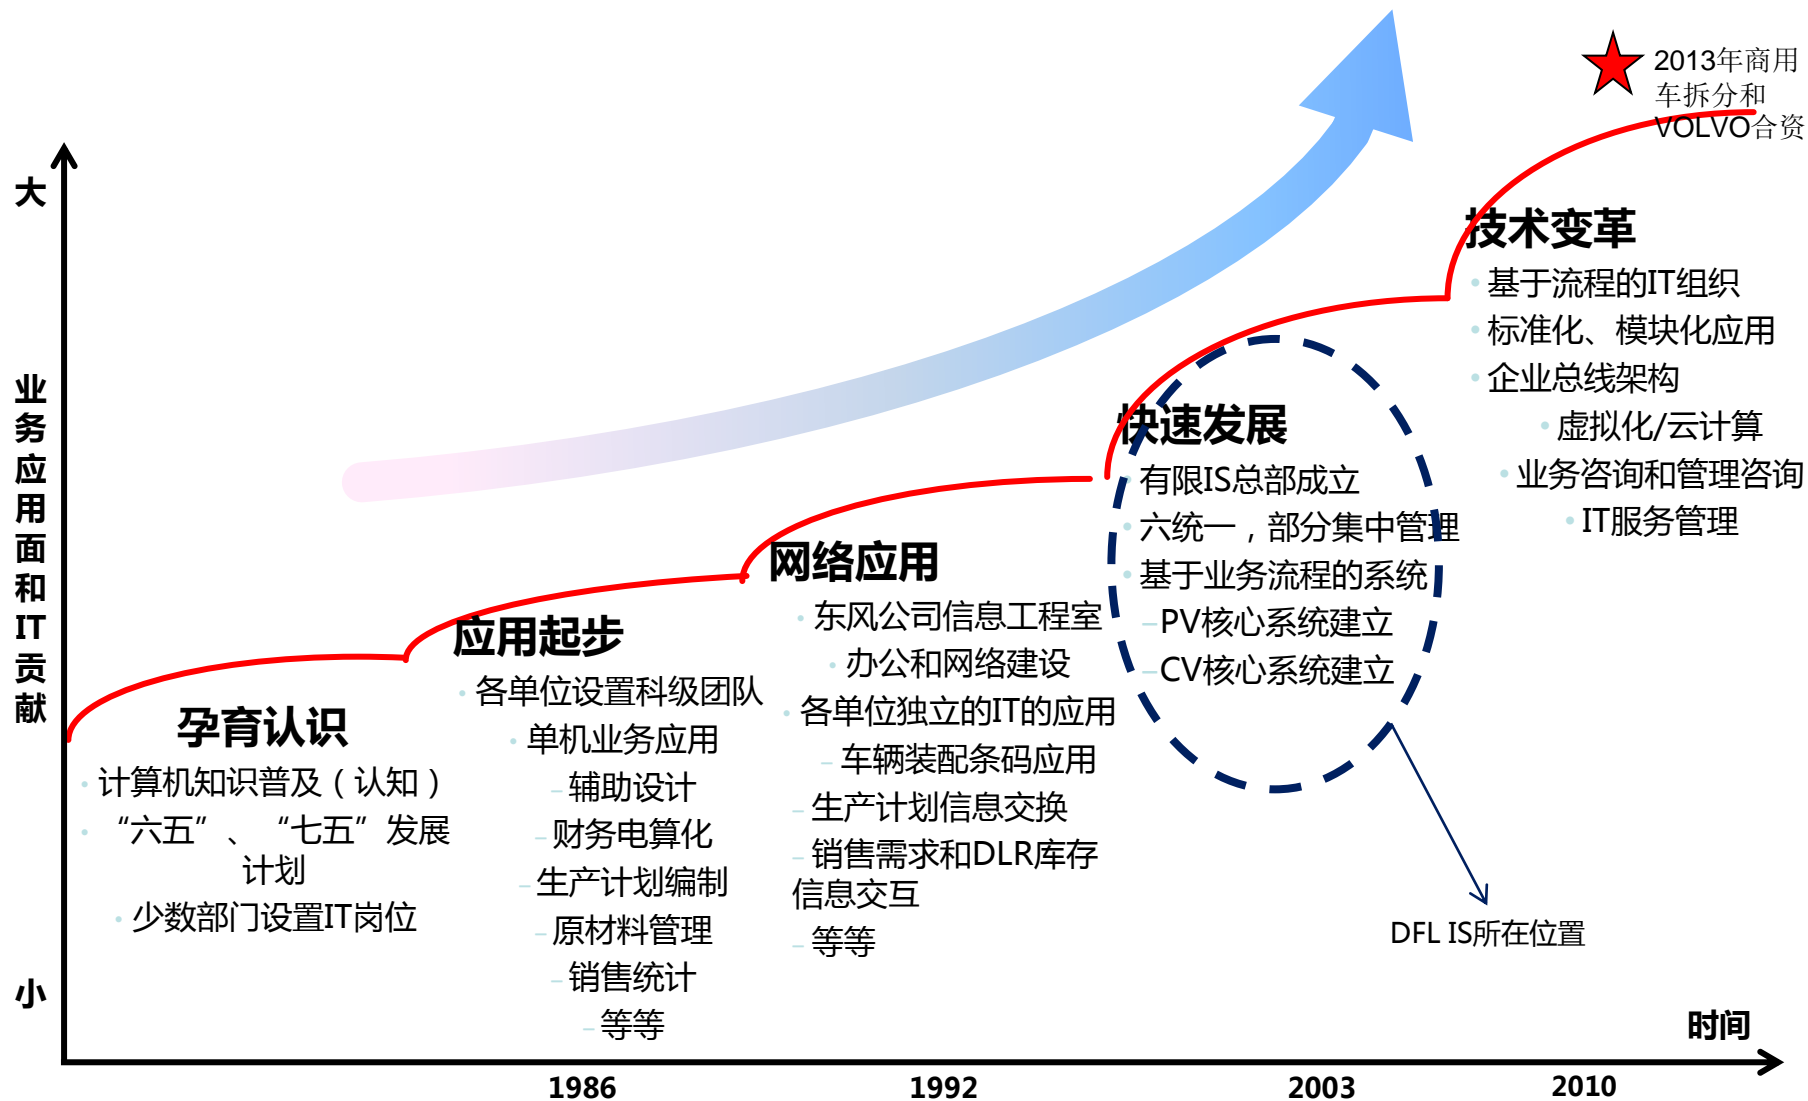 2013年商用
车拆分和
VOLVO合资
大
业务应用面和IT贡献
小
技术变革
• 基于流程的IT组织
• 标准化、模块化应用
• 企业总线架构
• 虚拟化/云计算
• 业务咨询和管理咨询
• IT服务管理
快速发展
• 有限IS总部成立
• 六统一，部分集中管理
• 基于业务流程的系统
–PV核心系统建立
–CV核心系统建立
网络应用
• 东风公司信息工程室
• 办公和网络建设
• 各单位独立的IT的应用
– 车辆装配条码应用
– 生产计划信息交换
– 销售需求和DLR库存
信息交互
– 等等
应用起步
• 各单位设置科级团队
• 单机业务应用
– 辅助设计
– 财务电算化
– 生产计划编制
– 原材料管理
– 销售统计
– 等等
孕育认识
• 计算机知识普及（认知）
• “六五”、“七五”发展
计划
• 少数部门设置IT岗位
DFL IS所在位置
时间
1986
1992
2003
2010